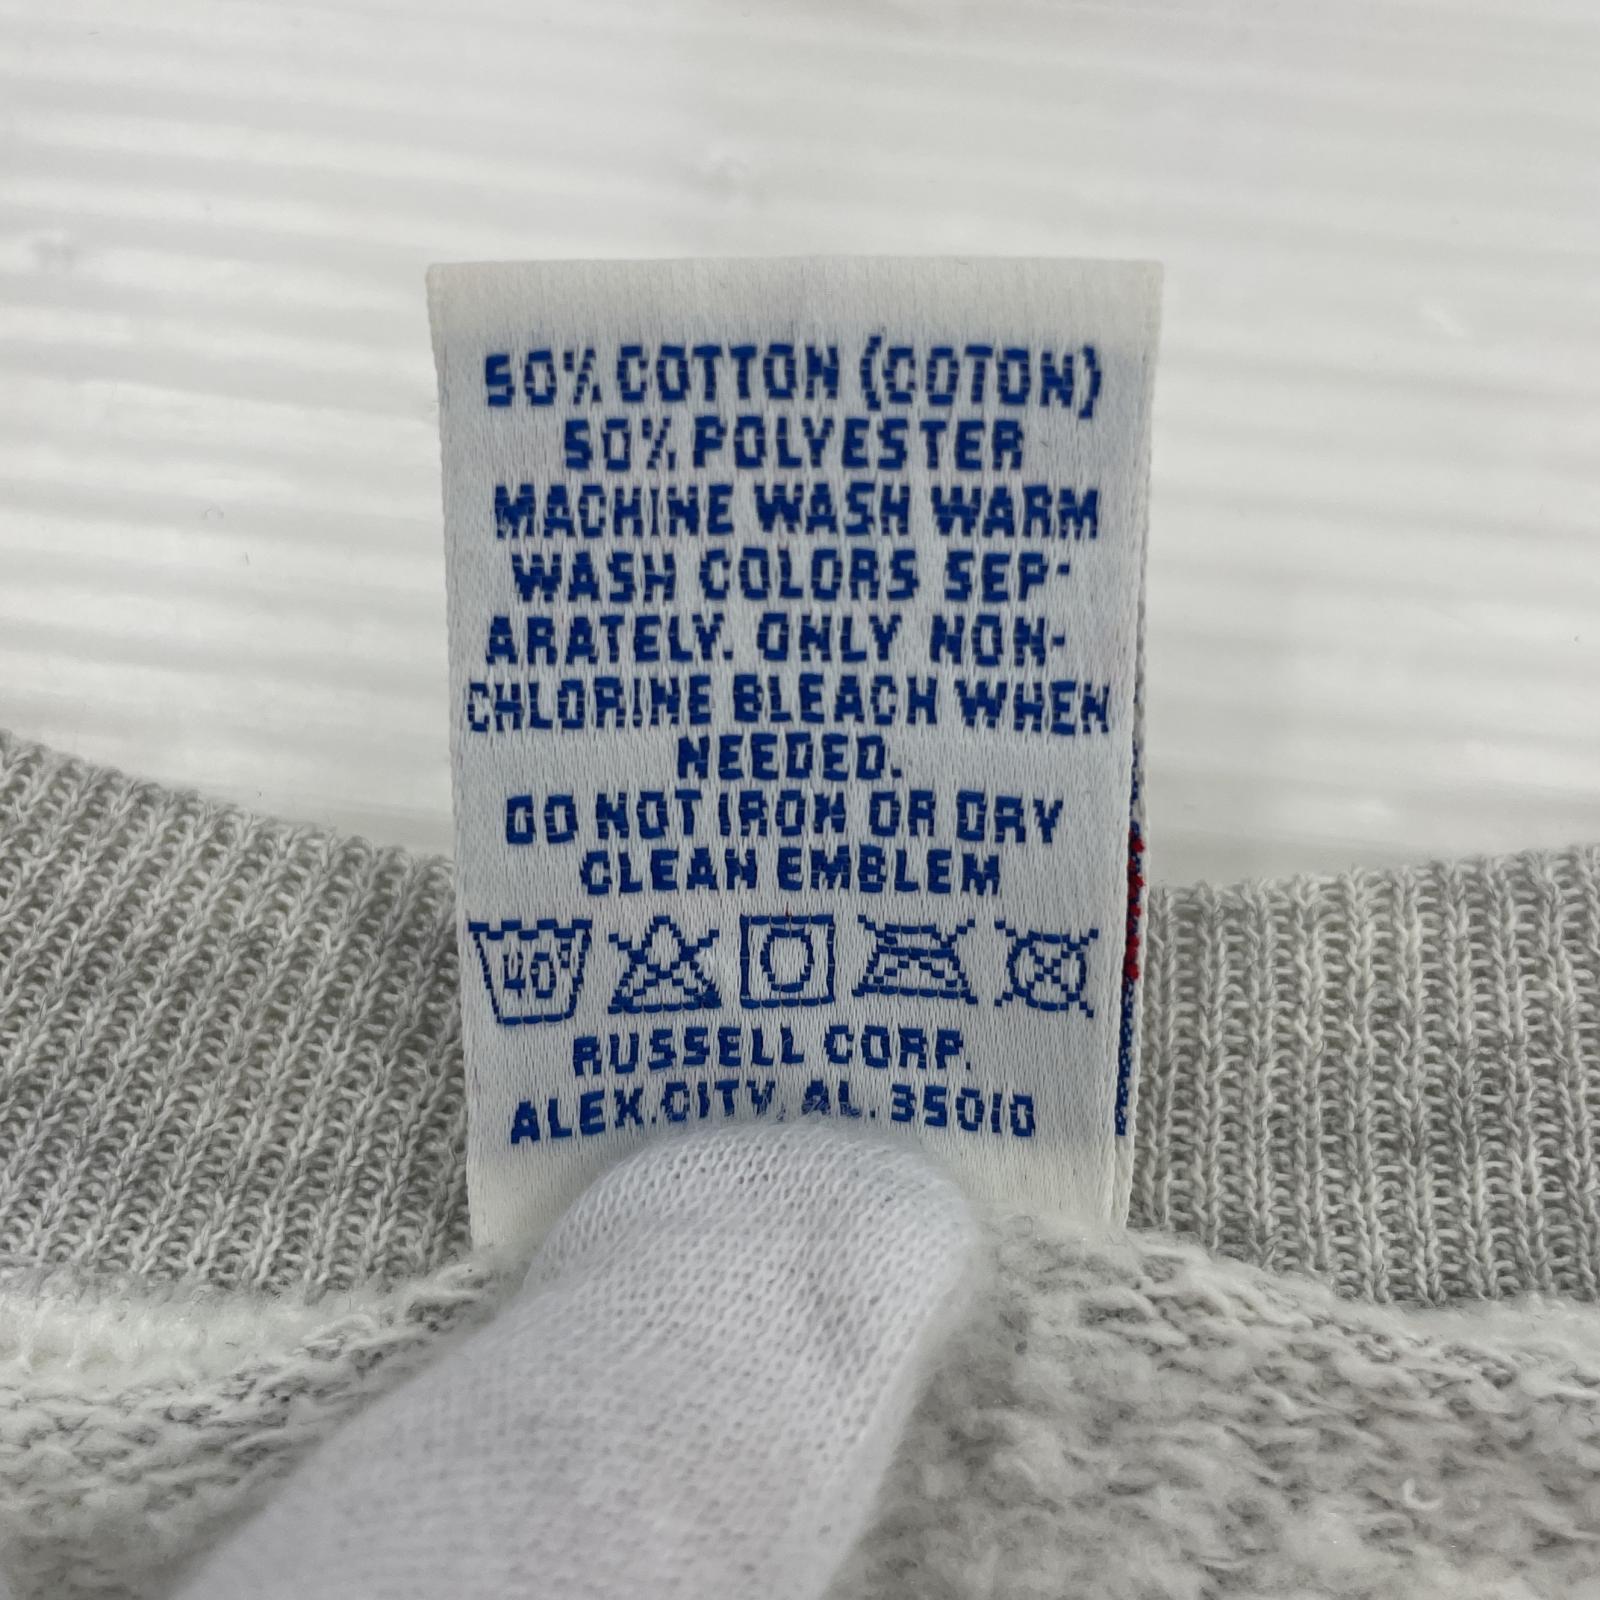 50% COTTON (COTON)
50% POLYESTER
MACHINE WASH WARM
WASH COLORS SEP-
ARATELY. ONLY NON-
CHLORINE BLEACH WHEN
NEEDED.
DO NOT IRON OR DRY
CLEAN EMBLEM
40°
RUSSELL CORP.
ALEX.CITY, AL. 35010